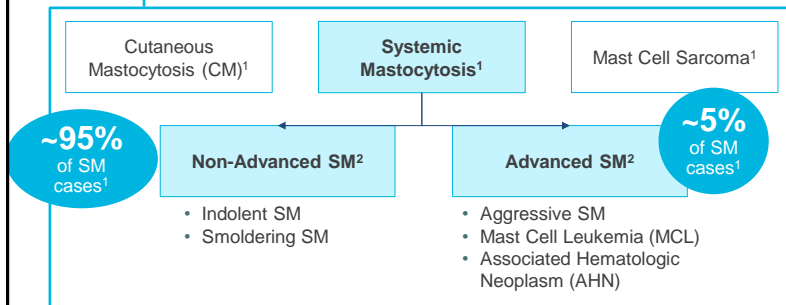 Cutaneous
Mastocytosis (CM)¹
Systemic
Mastocytosis¹
Mast Cell Sarcoma¹
~95%
of SM
cases¹
Non-Advanced SM²
Advanced SM²
~5%
of SM
cases¹
• Indolent SM
• Smoldering SM
• Aggressive SM
• Mast Cell Leukemia (MCL)
• Associated Hematologic
Neoplasm (AHN)